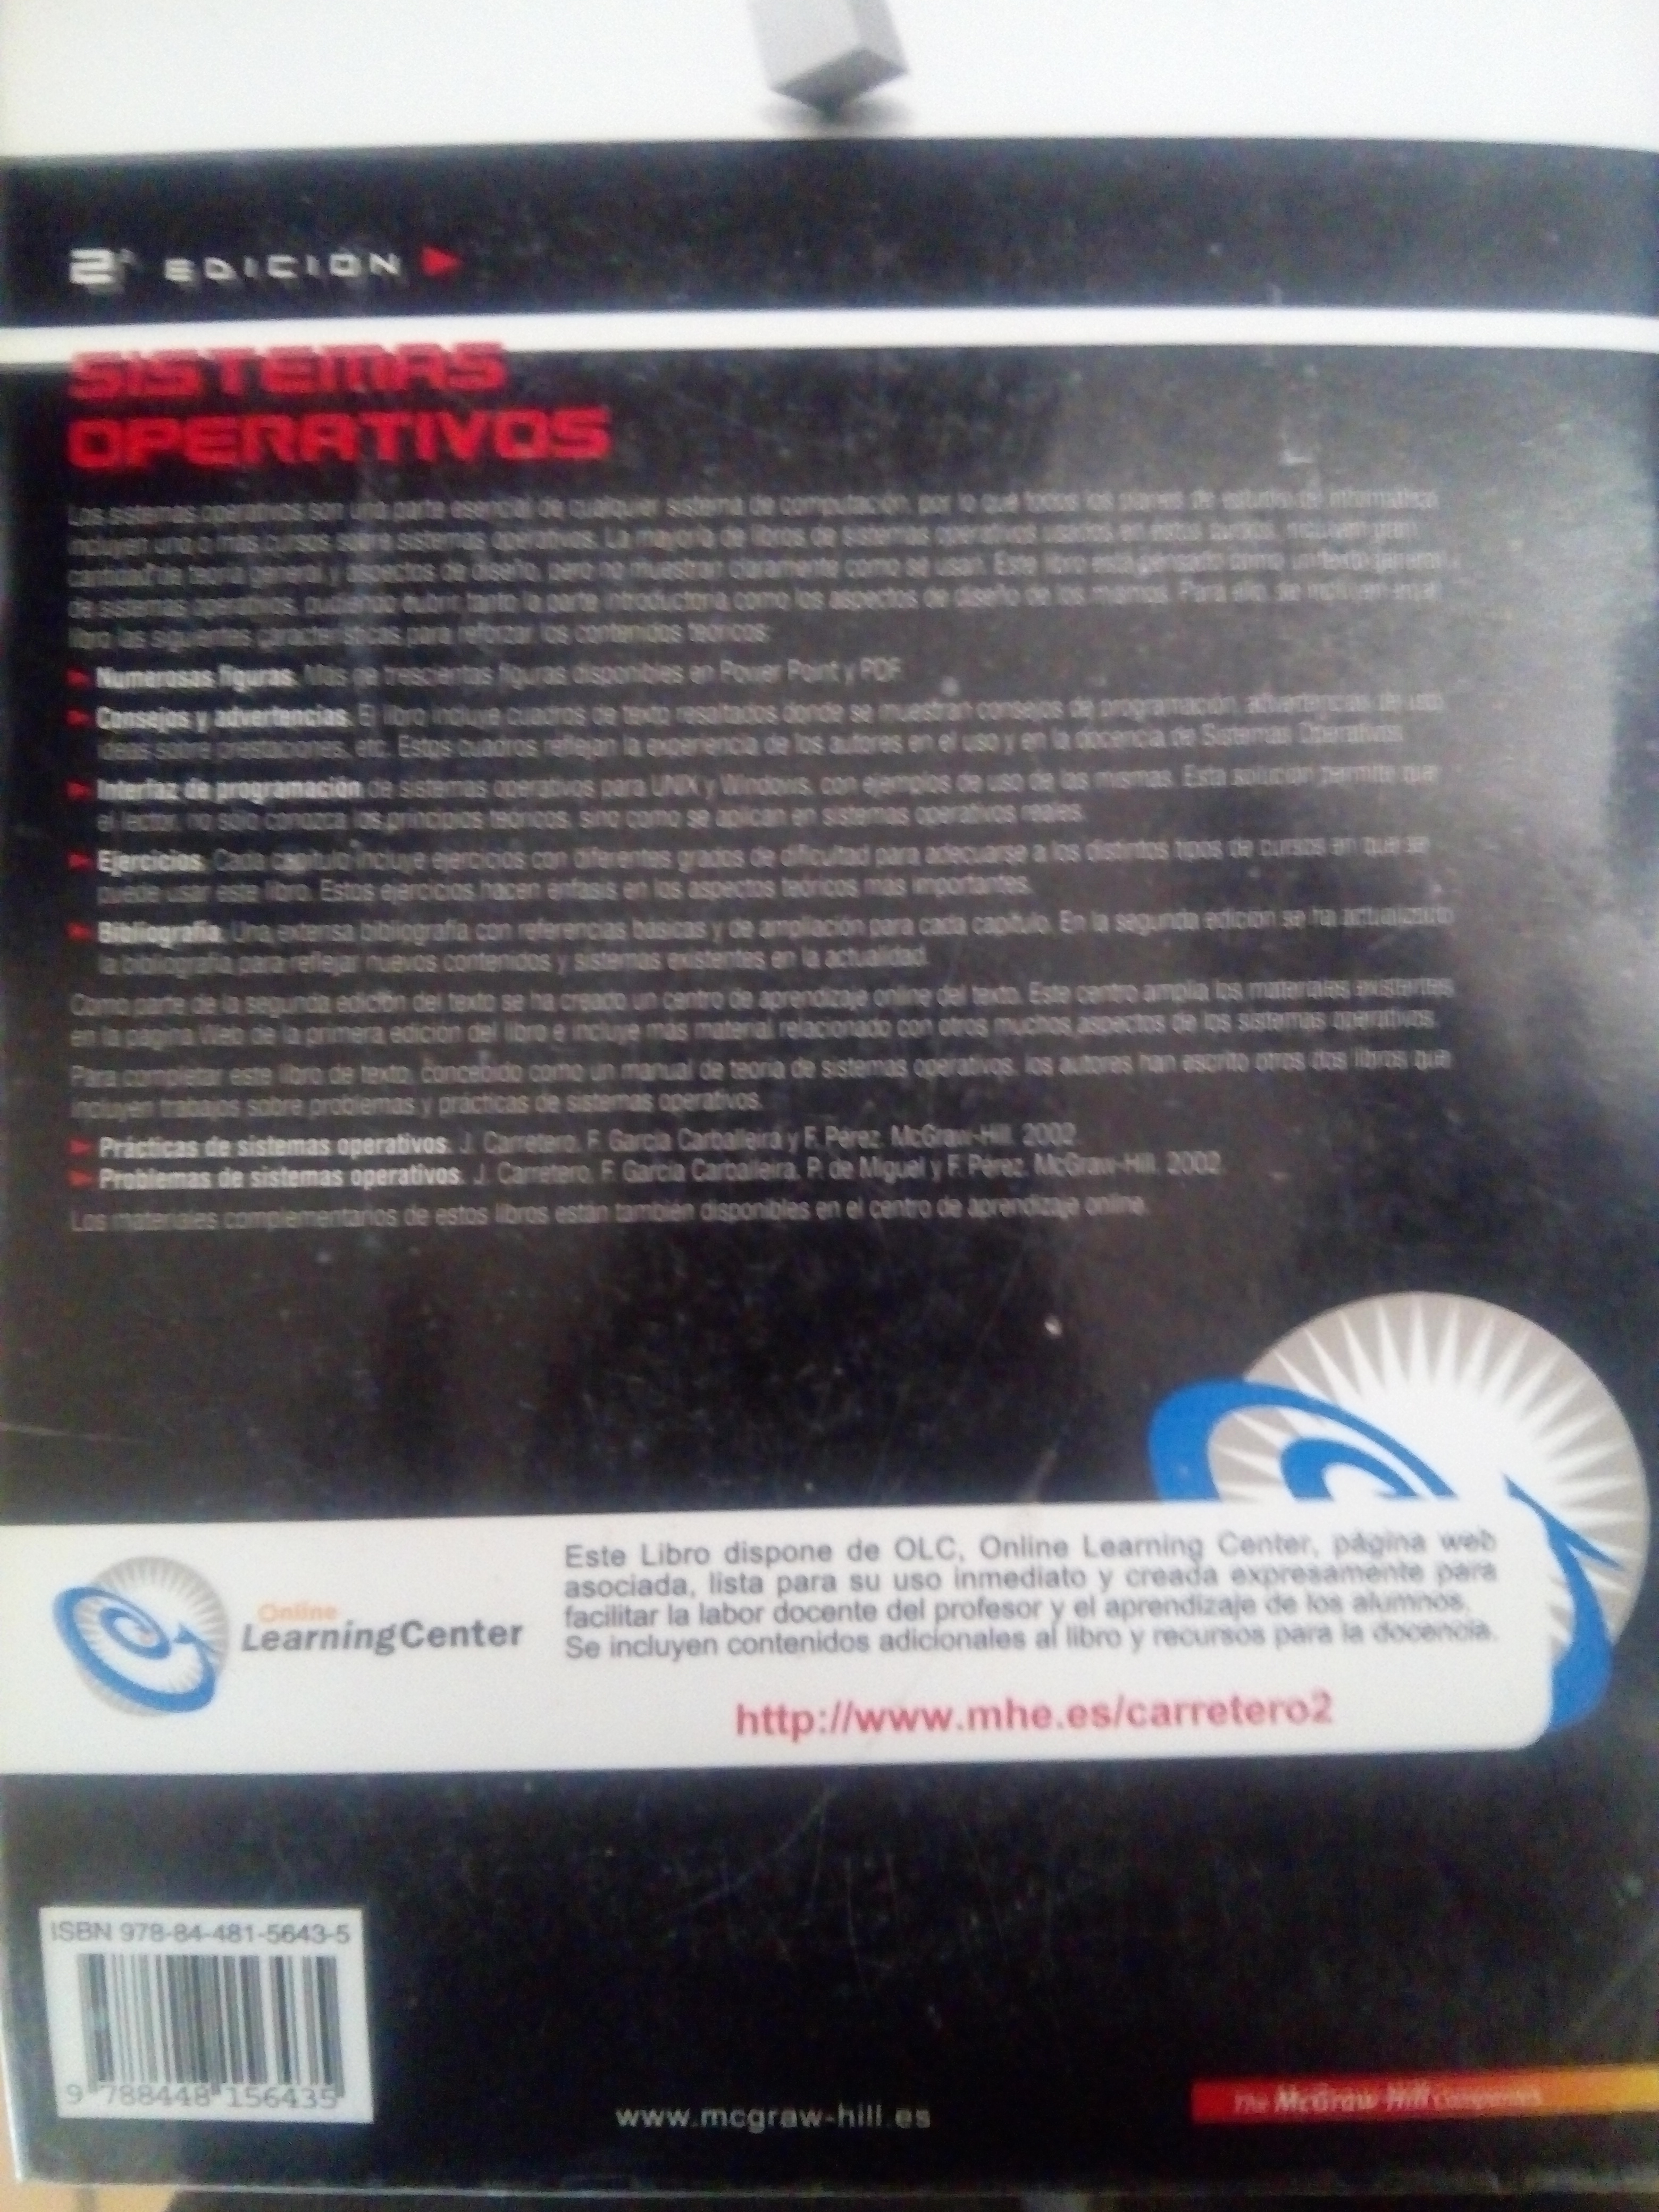 2ª EDICIÓN
SISTEMAS
OPERATIVOS
Los sistemas operativos son una parte esencial de cualquier sistema de computación, por lo que todos los planes de estudio de informática
incluyen uno o más cursos sobre sistemas operativos. La mayoría de libros de sistemas operativos usados en estos cursos, incluyen gran
cantidad de teoría general y aspectos de diseño, pero no muestran claramente cómo se usan. Este libro está pensado como un texto general
de sistemas operativos, pudiendo cubrir tanto la parte introductoria como los aspectos de diseño de los mismos. Para ello, se incluyen en el
libro las siguientes características para reforzar los contenidos teóricos:
Numerosas figuras. Más de trescientas figuras disponibles en Power Point y PDF.
Consejos y advertencias. El libro incluye cuadros de texto resaltados donde se muestran consejos de programación, advertencias de uso,
ideas sobre prestaciones, etc. Estos cuadros reflejan la experiencia de los autores en el uso y en la docencia de Sistemas Operativos.
Interfaz de programación de sistemas operativos para UNIX y Windows, con ejemplos de uso de las mismas. Esta solución permite que
el lector, no sólo conozca los principios teóricos, sino cómo se aplican en sistemas operativos reales.
Ejercicios. Cada capítulo incluye ejercicios con diferentes grados de dificultad para adecuarse a los distintos tipos de cursos en que se
puede usar este libro. Estos ejercicios hacen énfasis en los aspectos teóricos más importantes.
Bibliografía. Una extensa bibliografía con referencias básicas y de ampliación para cada capítulo. En la segunda edición se ha actualizado
la bibliografía para reflejar nuevos contenidos y sistemas existentes en la actualidad.
Como parte de la segunda edición del texto se ha creado un centro de aprendizaje online del texto. Este centro amplía los materiales existentes
en la página Web de la primera edición del libro e incluye más material relacionado con otros muchos aspectos de los sistemas operativos.
Para completar este libro de texto, concebido como un manual de teoría de sistemas operativos, los autores han escrito otros dos libros que
incluyen trabajos sobre problemas y prácticas de sistemas operativos.
Prácticas de sistemas operativos. J. Carretero, F. García Carballeira y F. Pérez. McGraw-Hill. 2002.
Problemas de sistemas operativos. J. Carretero, F. García Carballeira, P. de Miguel y F. Pérez. McGraw-Hill. 2002.
Los materiales complementarios de estos libros están también disponibles en el centro de aprendizaje online.
Online
LearningCenter
Este Libro dispone de OLC, Online Learning Center, página web
asociada, lista para su uso inmediato y creada expresamente para
facilitar la labor docente del profesor y el aprendizaje de los alumnos.
Se incluyen contenidos adicionales al libro y recursos para la docencia.
http://www.mhe.es/carretero2
ISBN 978-84-481-5643-5
9 788448 156435
www.mcgraw-hill.es
The McGraw-Hill Companies